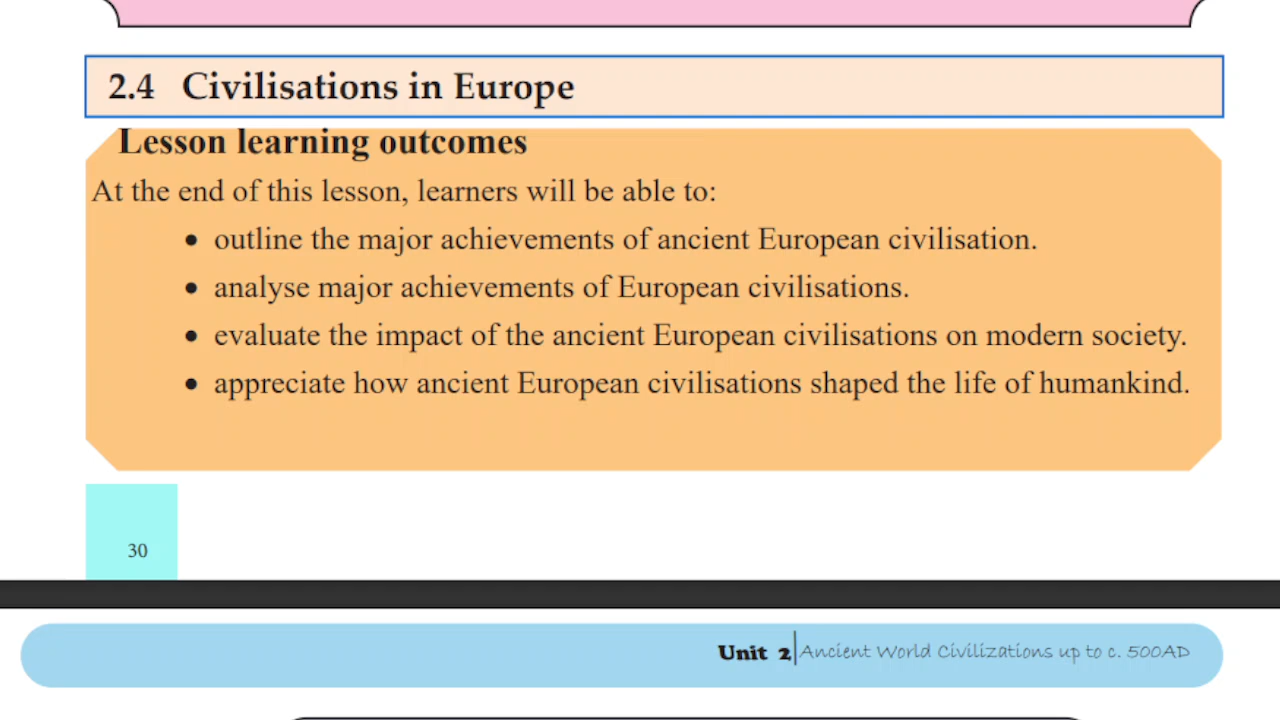 2.4 Civilisations in Europe
Lesson learning outcomes
At the end of this lesson, learners will be able to:
• outline the major achievements of ancient European civilisation.
• analyse major achievements of European civilisations.
• evaluate the impact of the ancient European civilisations on modern society.
• appreciate how ancient European civilisations shaped the life of humankind.
30
Unit 2 Ancient World Civilizations up to c. 500AD